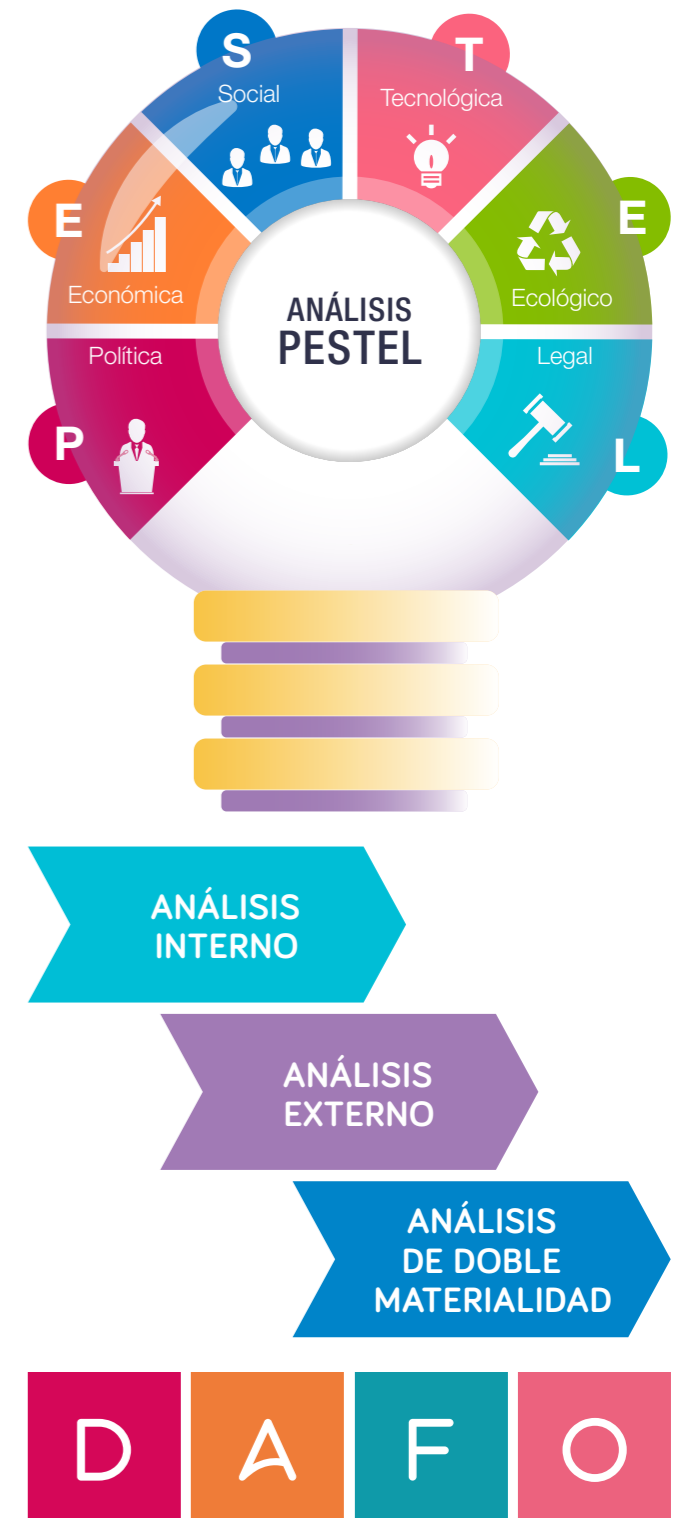 S
Social
T
Tecnológica
E
Económica
E
Ecológico
ANÁLISIS
PESTEL
Política
P
Legal
L
ANÁLISIS
INTERNO
ANÁLISIS
EXTERNO
ANÁLISIS
DE DOBLE
MATERIALIDAD
D A F O